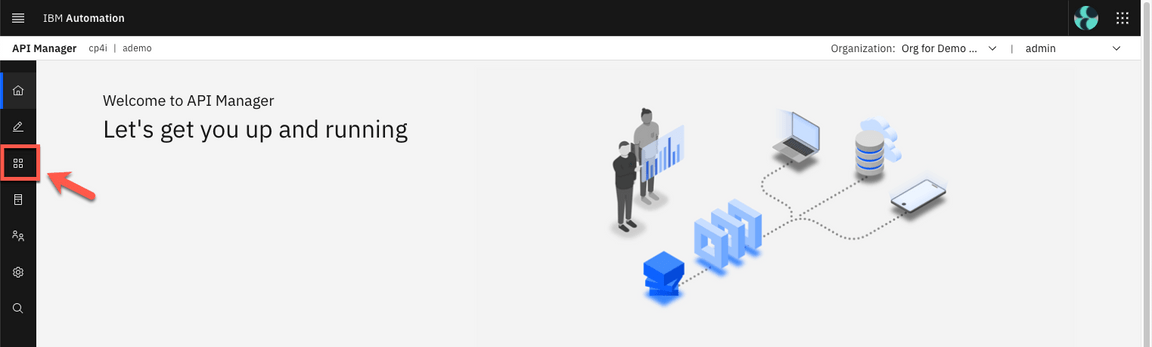 IBM Automation
API Manager cp4i | ademo Organization: Org for Demo ... | admin
Welcome to API Manager
Let's get you up and running